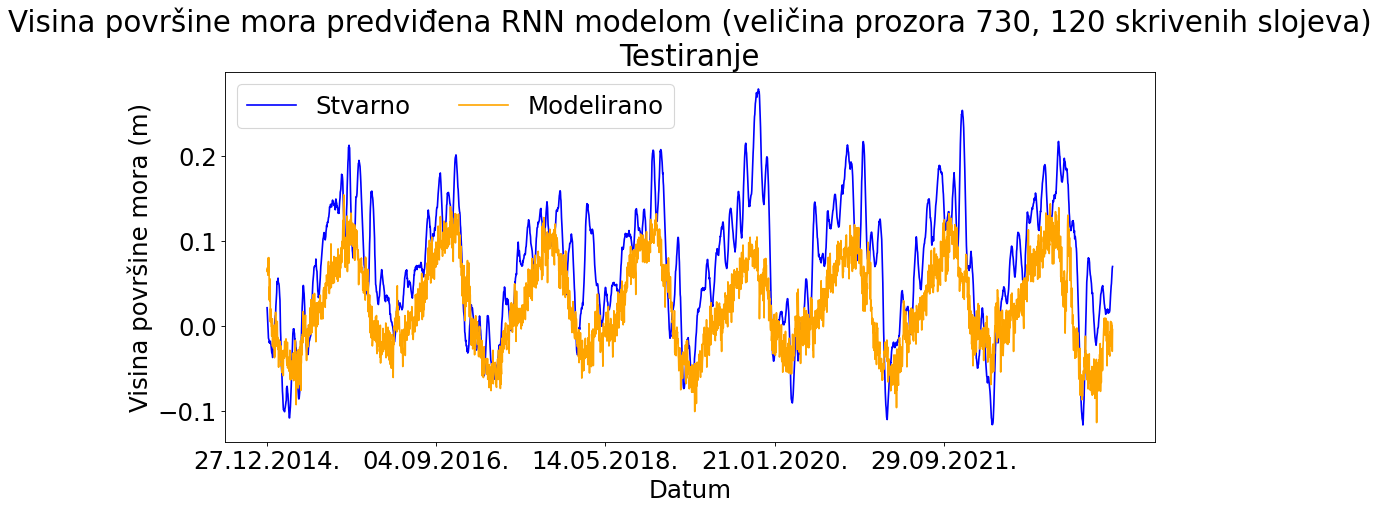 Visina površine mora predviđena RNN modelom (veličina prozora 730, 120 skrivenih slojeva)
Testiranje
Stvarno
Modelirano
Visina površine mora (m)
0.2
0.1
0.0
−0.1
27.12.2014.
04.09.2016.
14.05.2018.
21.01.2020.
29.09.2021.
Datum